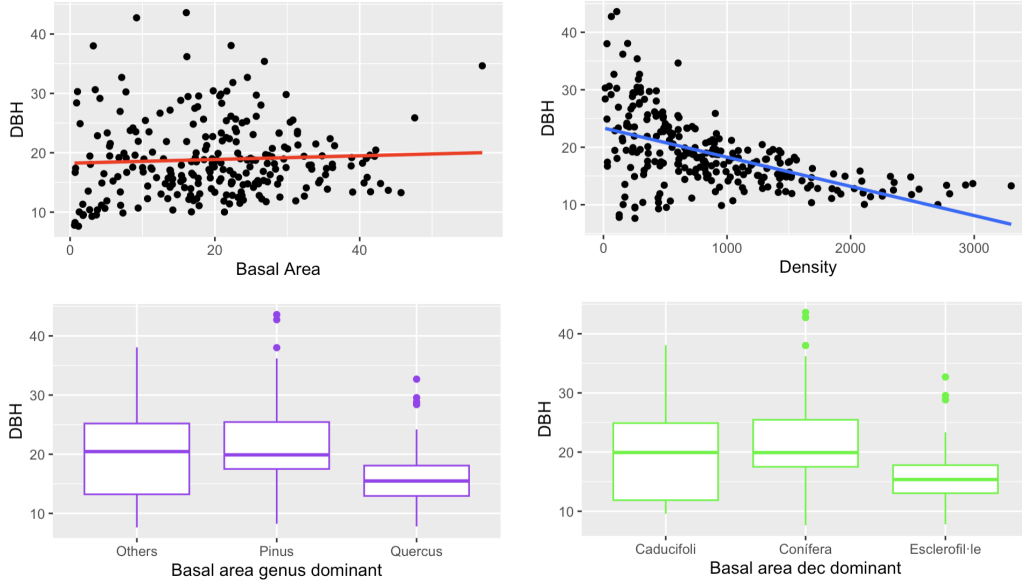 DBH
40
30
20
10
0
20
40
Basal Area
DBH
40
30
20
10
0
1000
2000
3000
Density
DBH
40
30
20
10
Others
Pinus
Quercus
Basal area genus dominant
DBH
40
30
20
10
Caducifoli
Conífera
Esclerofil·le
Basal area dec dominant